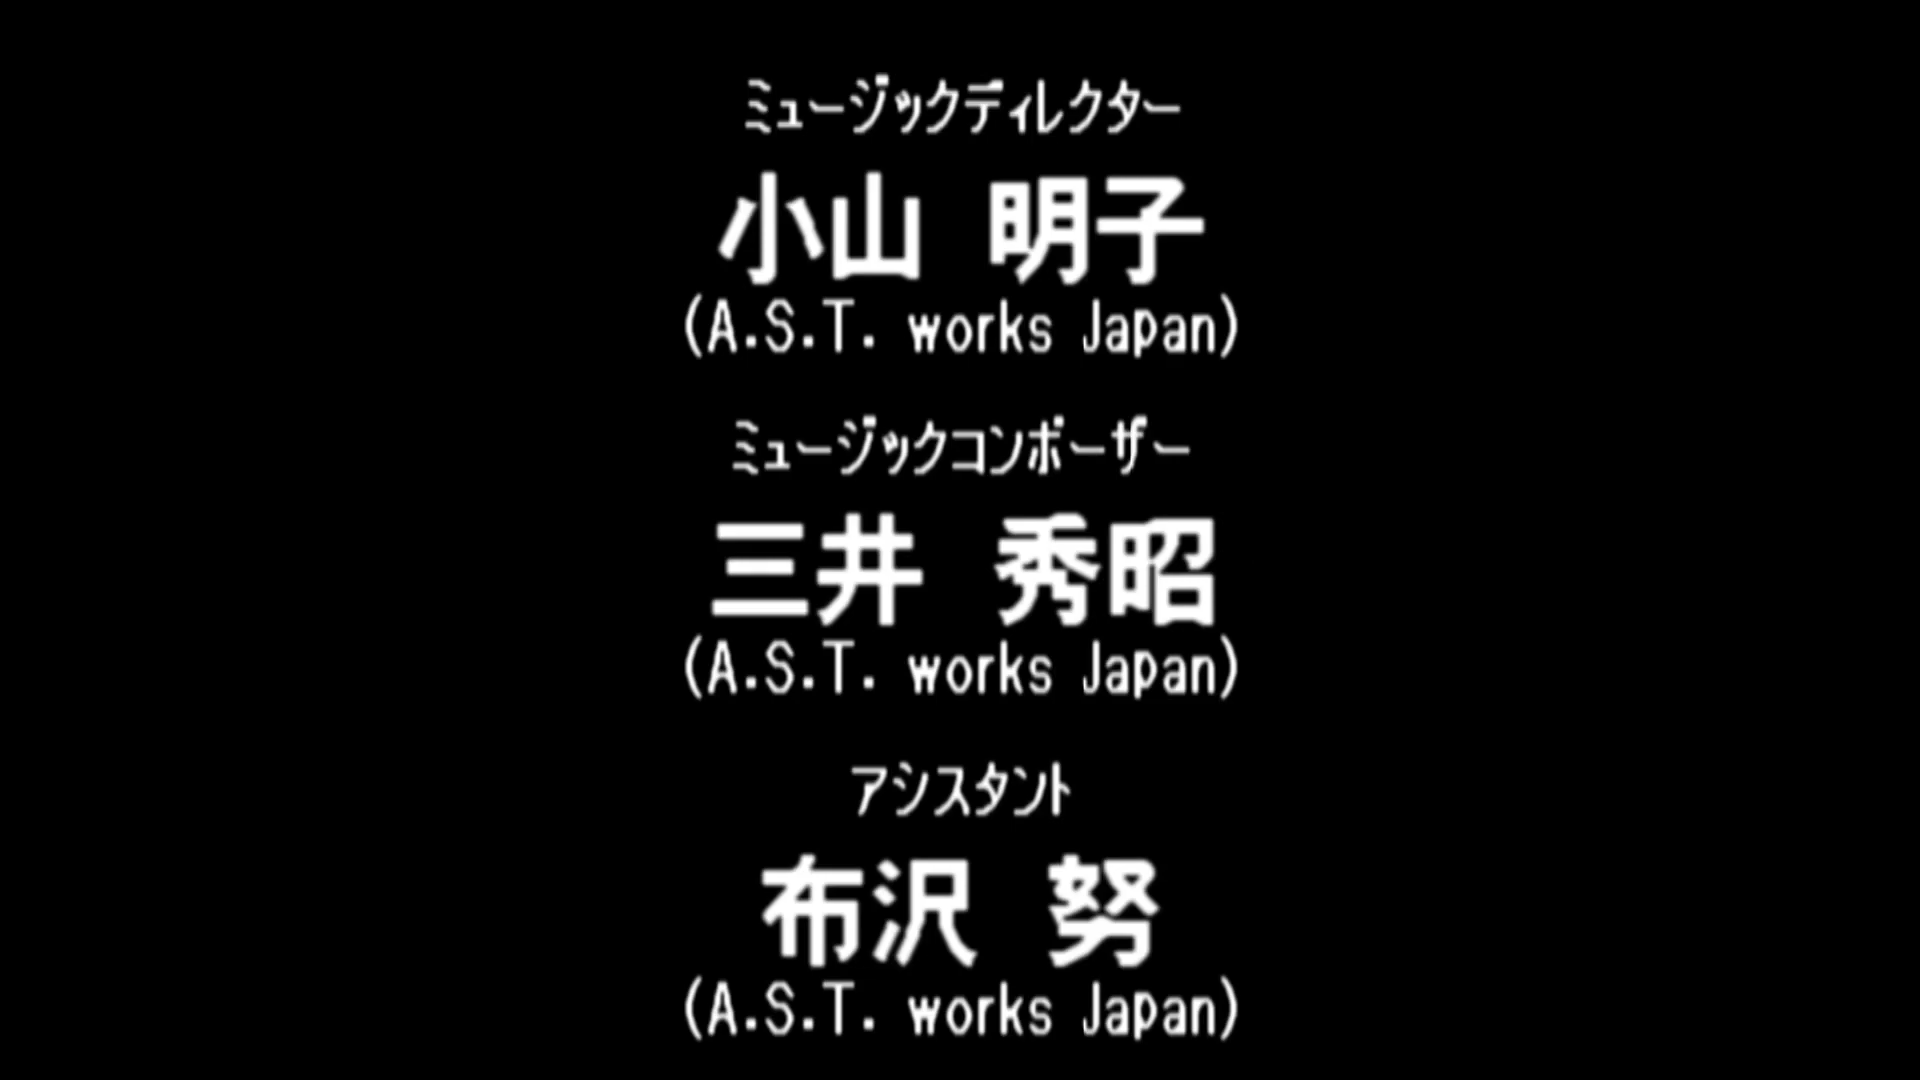 ミュージックディレクター
小山 明子
(A.S.T. works Japan)
ミュージックコンポーザー
三井 秀昭
(A.S.T. works Japan)
アシスタント
布沢 努
(A.S.T. works Japan)